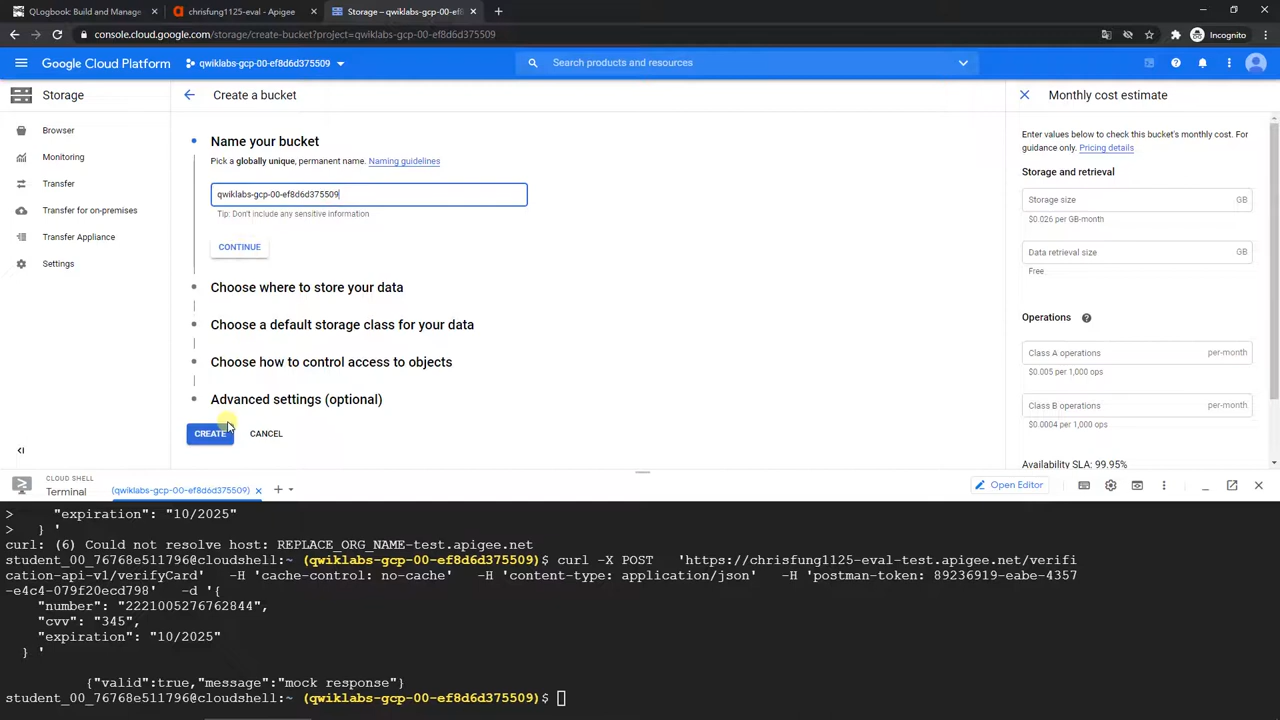 QLogbook: Build and Manage
chrisfung1125-eval - Apigee
Storage – qwiklabs-gcp-00-ef8
console.cloud.google.com/storage/create-bucket?project=qwiklabs-gcp-00-ef8d6d375509
Incognito
Google Cloud Platform
qwiklabs-gcp-00-ef8d6d375509
Search products and resources
Storage
Create a bucket
Browser
Monitoring
Transfer
Transfer for on-premises
Transfer Appliance
Settings
Name your bucket
Pick a globally unique, permanent name. Naming guidelines
qwiklabs-gcp-00-ef8d6d375509
Tip: Don't include any sensitive information
CONTINUE
Choose where to store your data
Choose a default storage class for your data
Choose how to control access to objects
Advanced settings (optional)
CREATE
CANCEL
Monthly cost estimate
Enter values below to check this bucket's monthly cost. For
guidance only. Pricing details
Storage and retrieval
Storage size GB
$0.026 per GB-month
Data retrieval size GB
Free
Operations
Class A operations per-month
$0.005 per 1,000 ops
Class B operations per-month
$0.0004 per 1,000 ops
Availability SLA: 99.95%
CLOUD SHELL
Terminal
(qwiklabs-gcp-00-ef8d6d375509)
Open Editor
> "expiration": "10/2025"
> } '
curl: (6) Could not resolve host: REPLACE_ORG_NAME-test.apigee.net
student_00_76768e511796@cloudshell:~ (qwiklabs-gcp-00-ef8d6d375509)$ curl -X POST 'https://chrisfung1125-eval-test.apigee.net/verifi
cation-api-v1/verifyCard' -H 'cache-control: no-cache' -H 'content-type: application/json' -H 'postman-token: 89236919-eabe-4357
-e4c4-079f20ecd798' -d '{
"number": "2221005276762844",
"cvv": "345",
"expiration": "10/2025"
} '
{"valid":true,"message":"mock response"}
student_00_76768e511796@cloudshell:~ (qwiklabs-gcp-00-ef8d6d375509)$